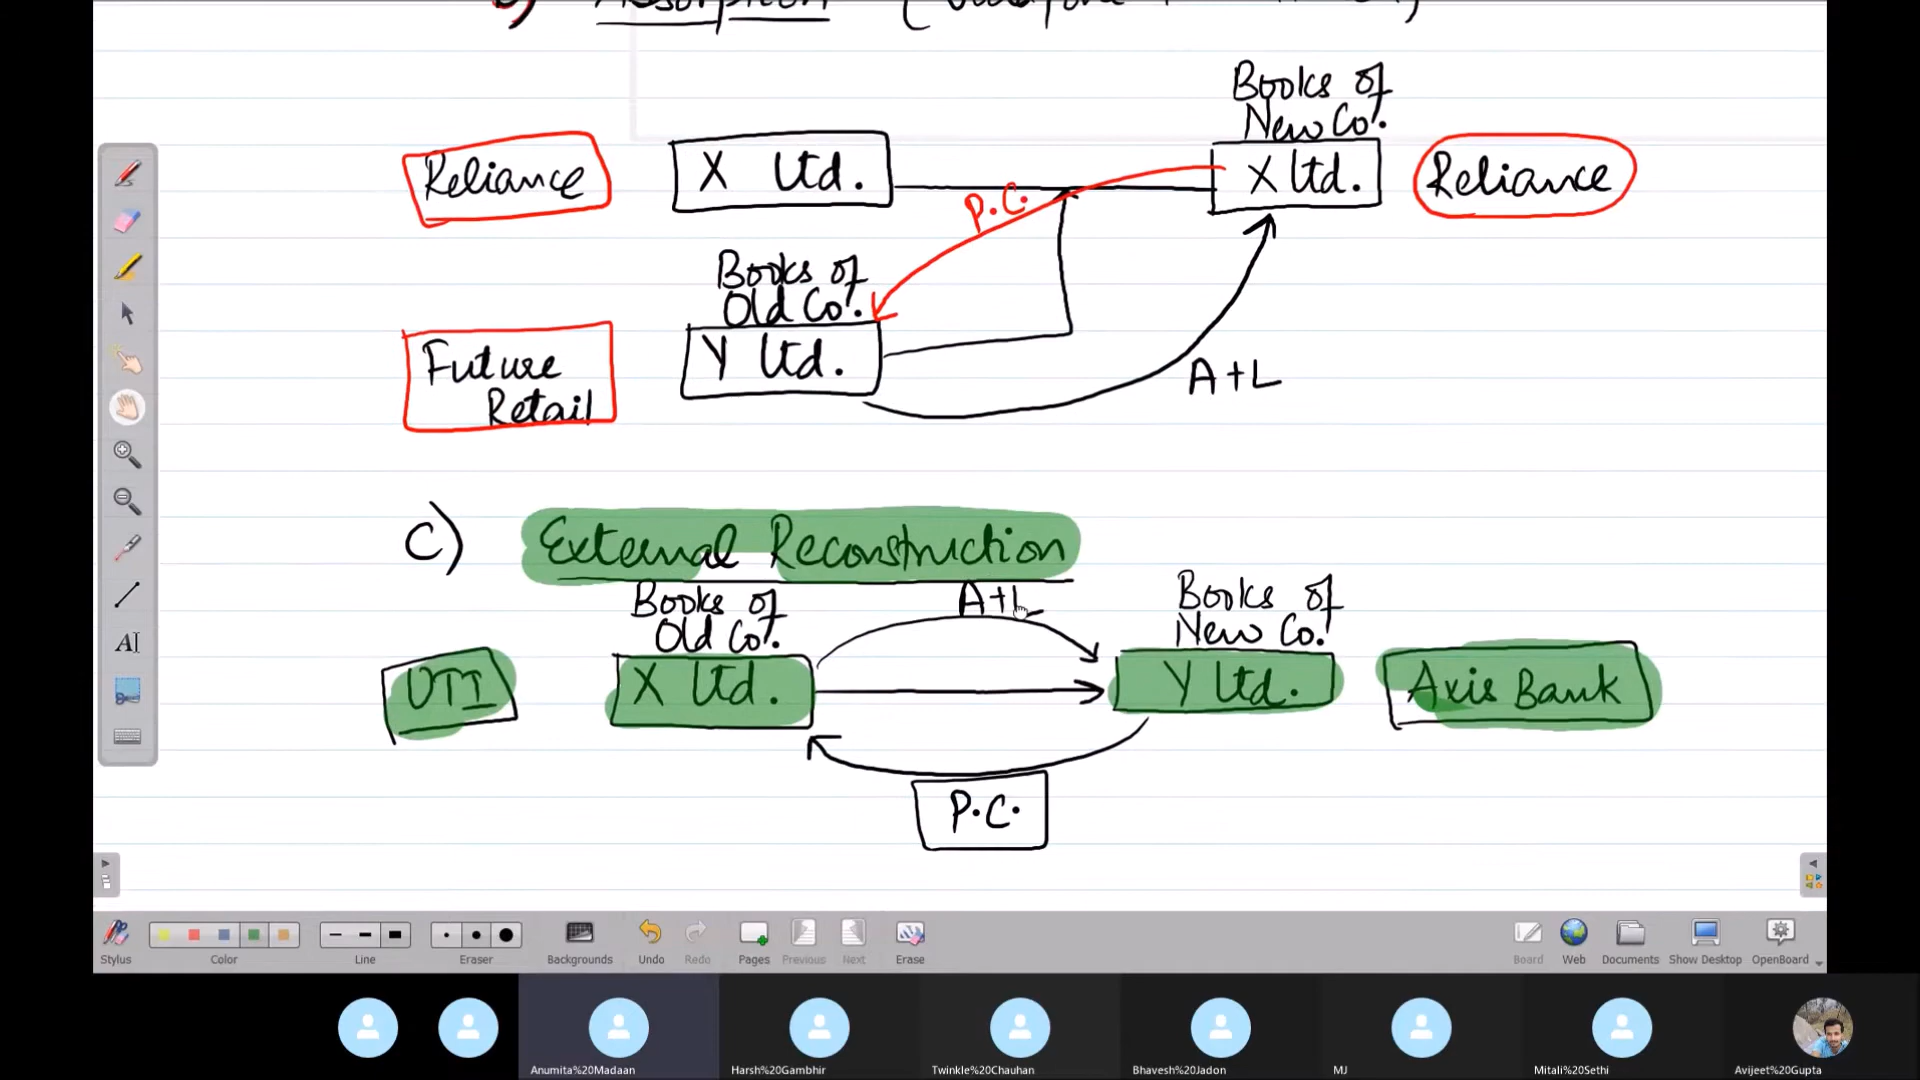 Books of
New Co.
Reliance
X Ltd.
P.C.
X Ltd.
Reliance
Books of
Old Co.
Future
Retail
Y Ltd.
A+L
C) External Reconstruction
Books of
Old Co.
A+L
Books of
New Co.
UTI
X Ltd.
Y Ltd.
Axis Bank
P.C.
Stylus
Color
Line
Eraser
Backgrounds
Undo
Redo
Pages
Previous
Next
Erase
Board
Web
Documents
Show Desktop
OpenBoard
Anumita%20Madaan
Harsh%20Gambhir
Twinkle%20Chauhan
Bhavesh%20Jadon
MJ
Mitali%20Sethi
Avijeet%20Gupta